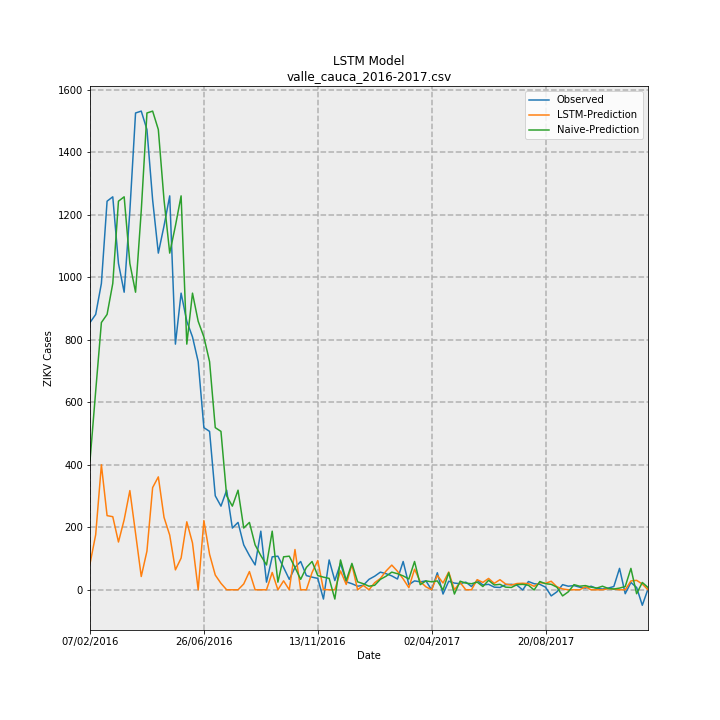 LSTM Model
valle_cauca_2016-2017.csv
Observed
LSTM-Prediction
Naive-Prediction
1600
1400
1200
1000
800
600
400
200
0
ZIKV Cases
07/02/2016 26/06/2016 13/11/2016 02/04/2017 20/08/2017
Date